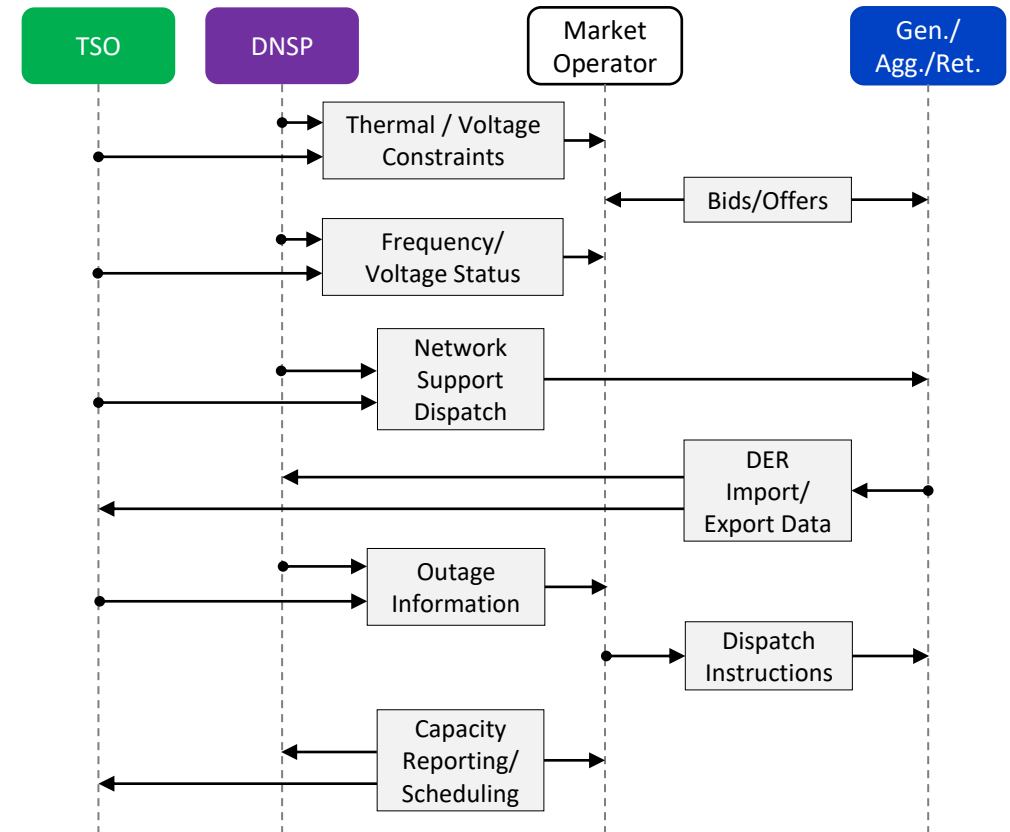 TSO
DNSP
Market
Operator
Gen./
Agg./Ret.
Thermal / Voltage
Constraints
Bids/Offers
Frequency/
Voltage Status
Network
Support
Dispatch
DER
Import/
Export Data
Outage
Information
Dispatch
Instructions
Capacity
Reporting/
Scheduling